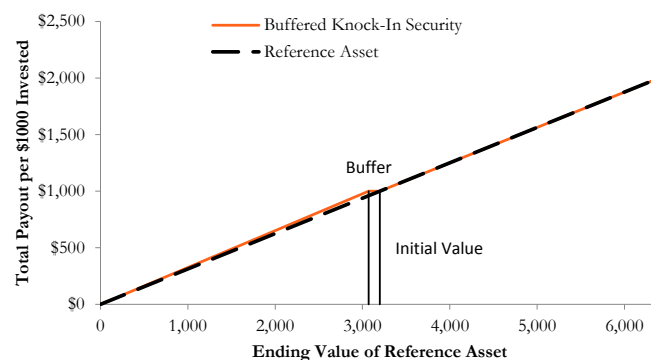 Buffered Knock-In Security
Reference Asset
Total Payout per $1000 Invested
$2,500
$2,000
$1,500
$1,000
$500
$0
Buffer
Initial Value
0
1,000
2,000
3,000
4,000
5,000
6,000
Ending Value of Reference Asset